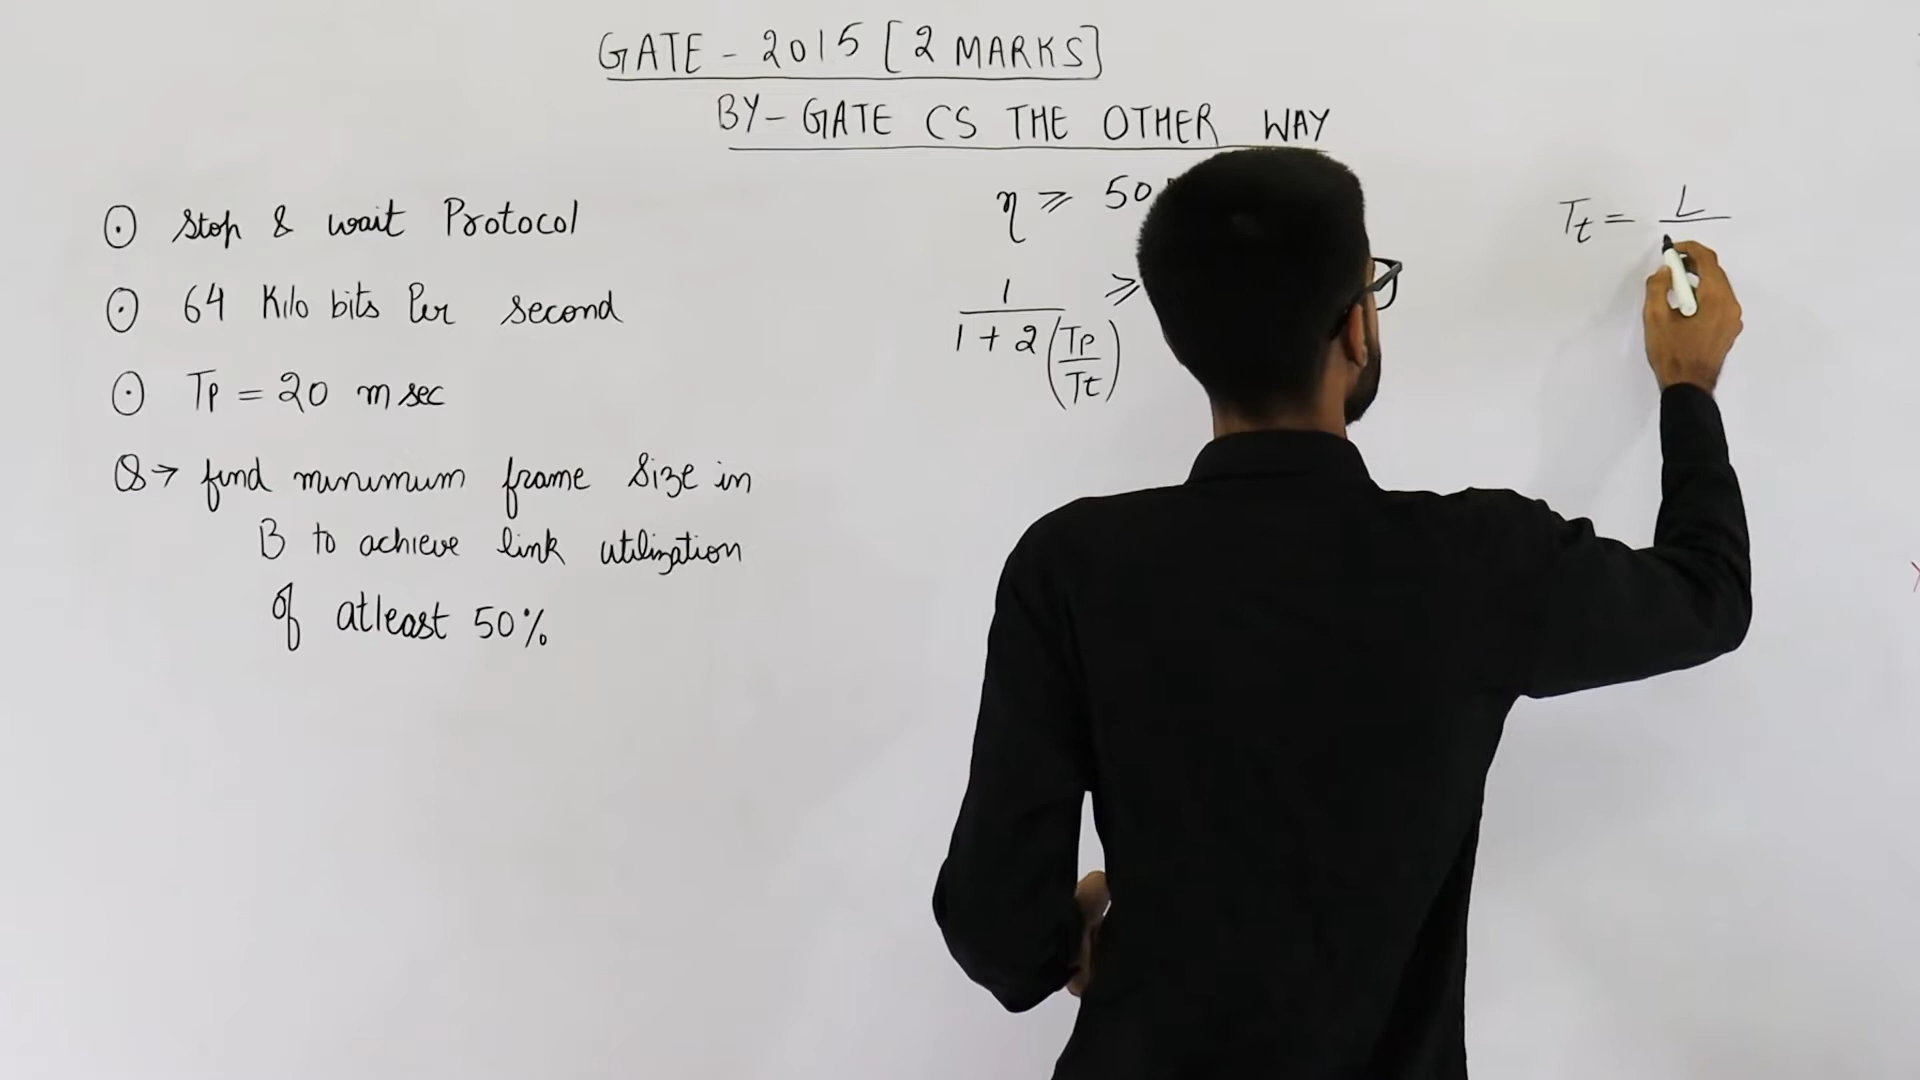 GATE - 2015 [2 MARKS]
BY - GATE CS THE OTHER WAY
⊙ Stop & wait Protocol
⊙ 64 Kilo bits Per second
⊙ Tp = 20 msec
Q→ find minimum frame size in
B to achieve link utilization
of atleast 50%
η ≥ 50
1 / 1 + 2 (Tp / Tt) ≥
Tt = L